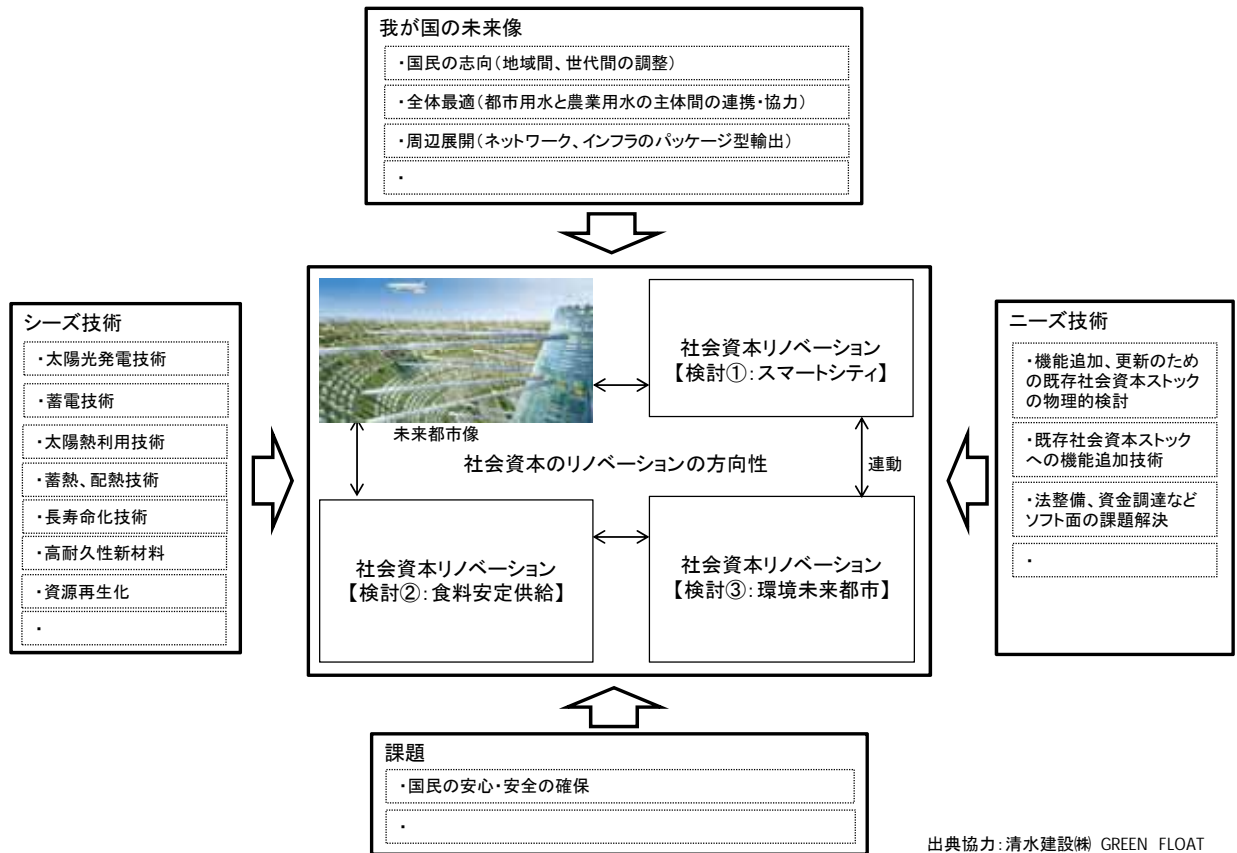 我が国の未来像
・国民の志向(地域間、世代間の調整)
・全体最適(都市用水と農業用水の主体間の連携・協力)
・周辺展開(ネットワーク、インフラのパッケージ型輸出)
・
シーズ技術
・太陽光発電技術
・蓄電技術
・太陽熱利用技術
・蓄熱、配熱技術
・長寿命化技術
・高耐久性新材料
・資源再生化
・
未来都市像
社会資本リノベーション
【検討①:スマートシティ】
社会資本のリノベーションの方向性
連動
社会資本リノベーション
【検討②:食料安定供給】
社会資本リノベーション
【検討③:環境未来都市】
ニーズ技術
・機能追加、更新のため
の既存社会資本ストック
の物理的検討
・既存社会資本ストック
への機能追加技術
・法整備、資金調達など
ソフト面の課題解決
・
課題
・国民の安心・安全の確保
・
出典協力:清水建設㈱ GREEN FLOAT